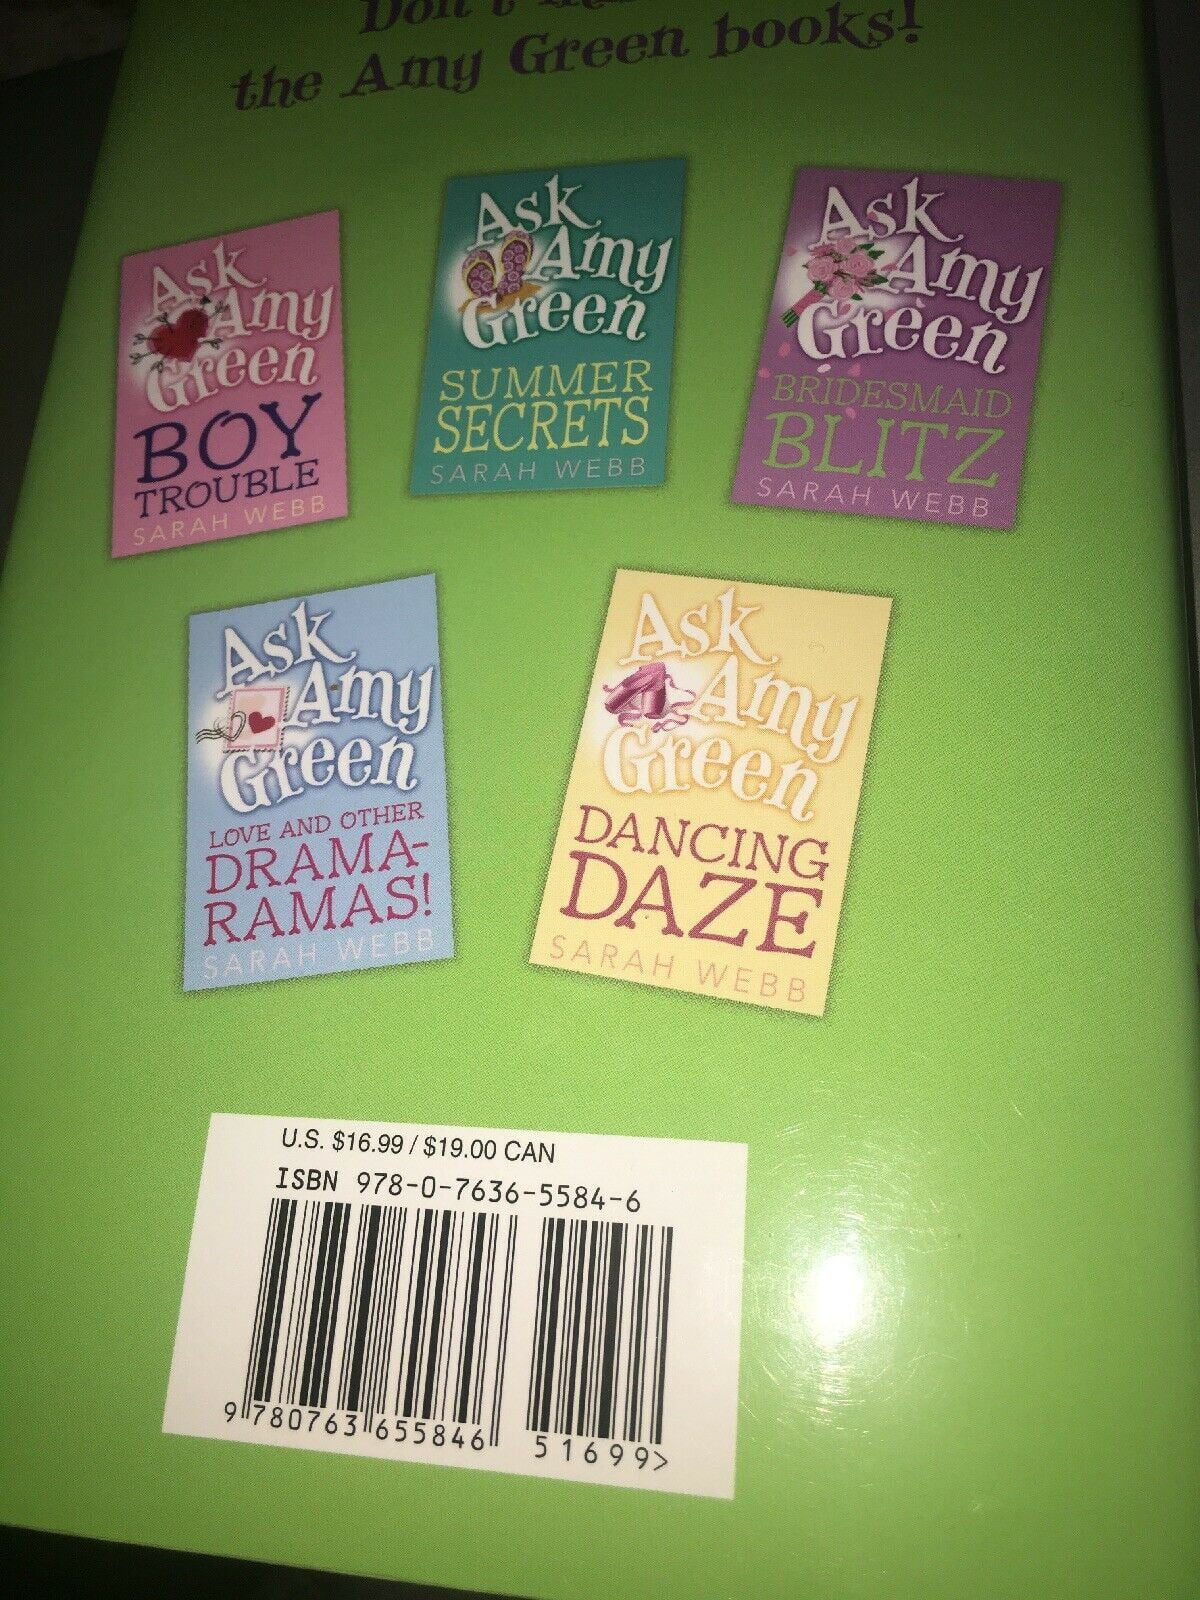 Don't
the Amy Green books!
Ask
Amy
Green
BOY
TROUBLE
SARAH WEBB
Ask
Amy
Green
SUMMER
SECRETS
SARAH WEBB
Ask
Amy
Green
BRIDESMAID
BLITZ
SARAH WEBB
Ask
Amy
Green
LOVE AND OTHER
DRAMA-
RAMAS!
SARAH WEBB
Ask
Amy
Green
DANCING
DAZE
SARAH WEBB
U.S. $16.99 / $19.00 CAN
ISBN 978-0-7636-5584-6
9 780763 655846
51699>